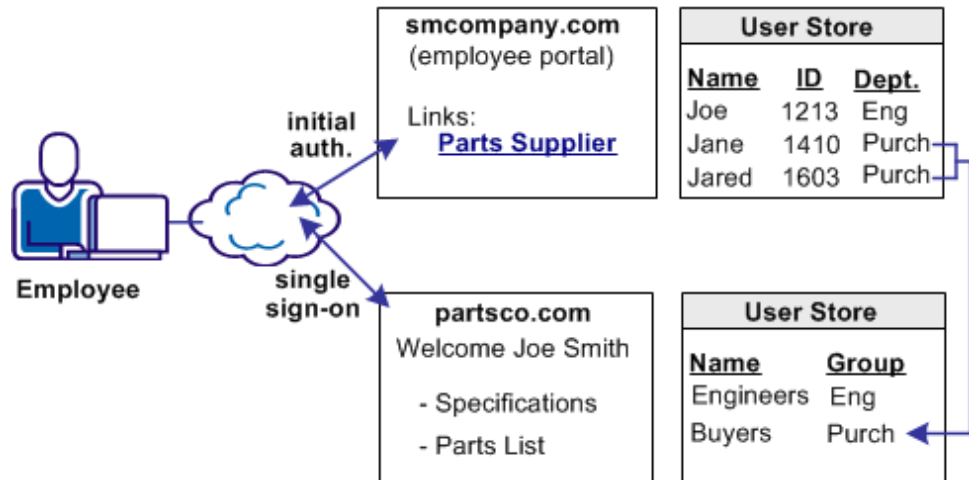 smcompany.com
(employee portal)
Links:
Parts Supplier
User Store
Name ID Dept.
Joe 1213 Eng
Jane 1410 Purch
Jared 1603 Purch
initial
auth.
Employee
single
sign-on
partsco.com
Welcome Joe Smith
- Specifications
- Parts List
User Store
Name Group
Engineers Eng
Buyers Purch